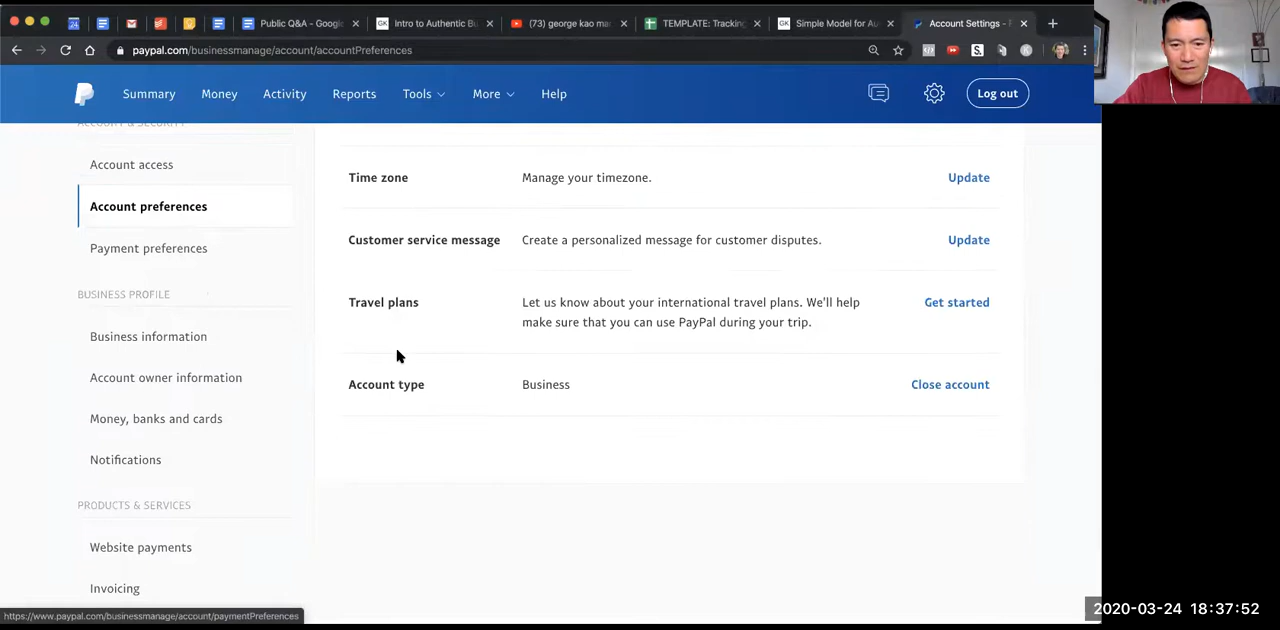 Public Q&A - Googl
Intro to Authentic Bu
(73) george kao mac
TEMPLATE: Tracking
Simple Model for Au
Account Settings -
paypal.com/businessmanage/account/accountPreferences
Summary
Money
Activity
Reports
Tools
More
Help
Log out
ACCOUNT & SECURITY
Account access
Account preferences
Payment preferences
BUSINESS PROFILE
Business information
Account owner information
Money, banks and cards
Notifications
PRODUCTS & SERVICES
Website payments
Invoicing
Time zone
Manage your timezone.
Update
Customer service message
Create a personalized message for customer disputes.
Update
Travel plans
Let us know about your international travel plans. We'll help
make sure that you can use PayPal during your trip.
Get started
Account type
Business
Close account
https://www.paypal.com/businessmanage/account/paymentPreferences
2020-03-24 18:37:52